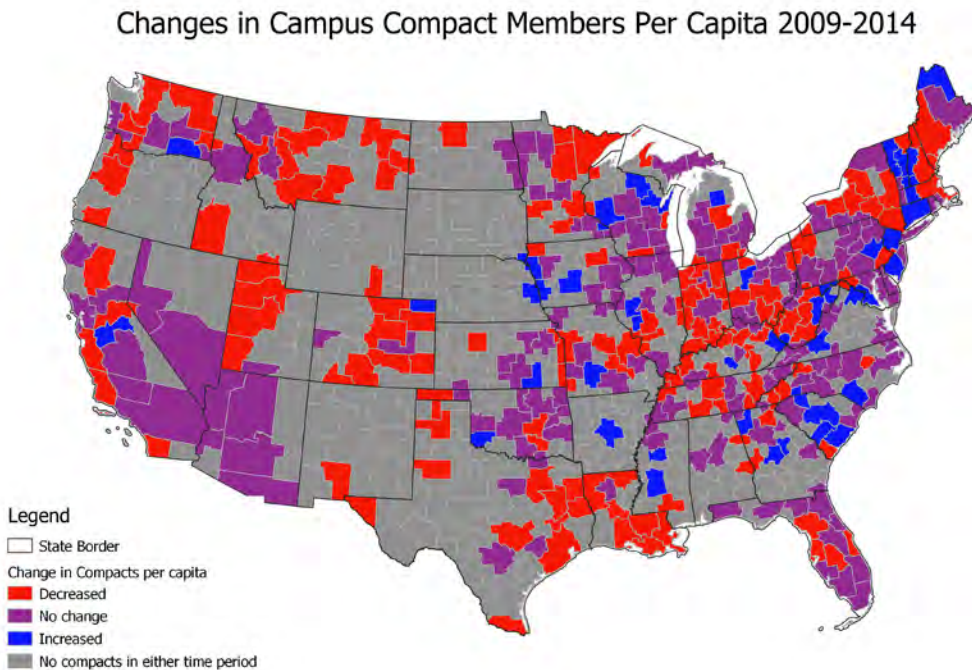 Changes in Campus Compact Members Per Capita 2009-2014
Legend
State Border
Change in Compacts per capita
Decreased
No change
Increased
No compacts in either time period